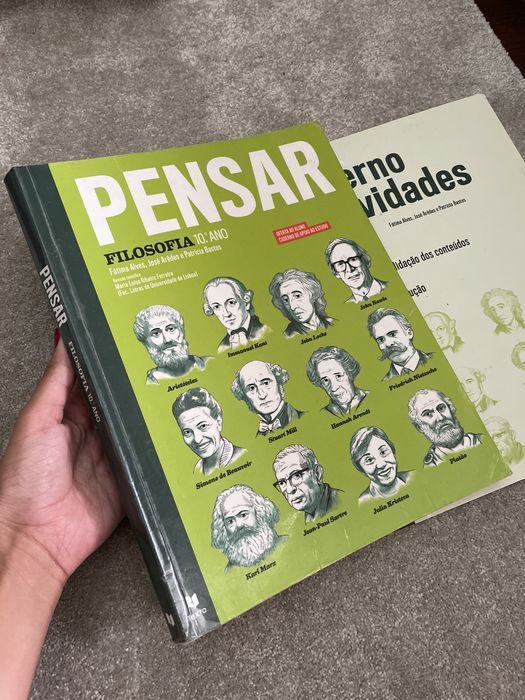 PENSAR
FILOSOFIA 10.º ANO
Fátima Alves, José Arêdes e Patrícia Bastos
Revisão científica:
Maria Luísa Ribeiro Ferreira
(Fac. Letras da Universidade de Lisboa)
OFERTA AO ALUNO
CADERNO DE APOIO AO ESTUDO
Aristóteles
Immanuel Kant
John Locke
John Rawls
Simone de Beauvoir
Stuart Mill
Hannah Arendt
Friedrich Nietzsche
Karl Marx
Jean-Paul Sartre
Julia Kristeva
Platão
PENSAR
FILOSOFIA 10.º ANO
TEXTO
erno
vidades
Fátima Alves, José Arêdes e Patrícia Bastos
lidação dos conteúdos
ução